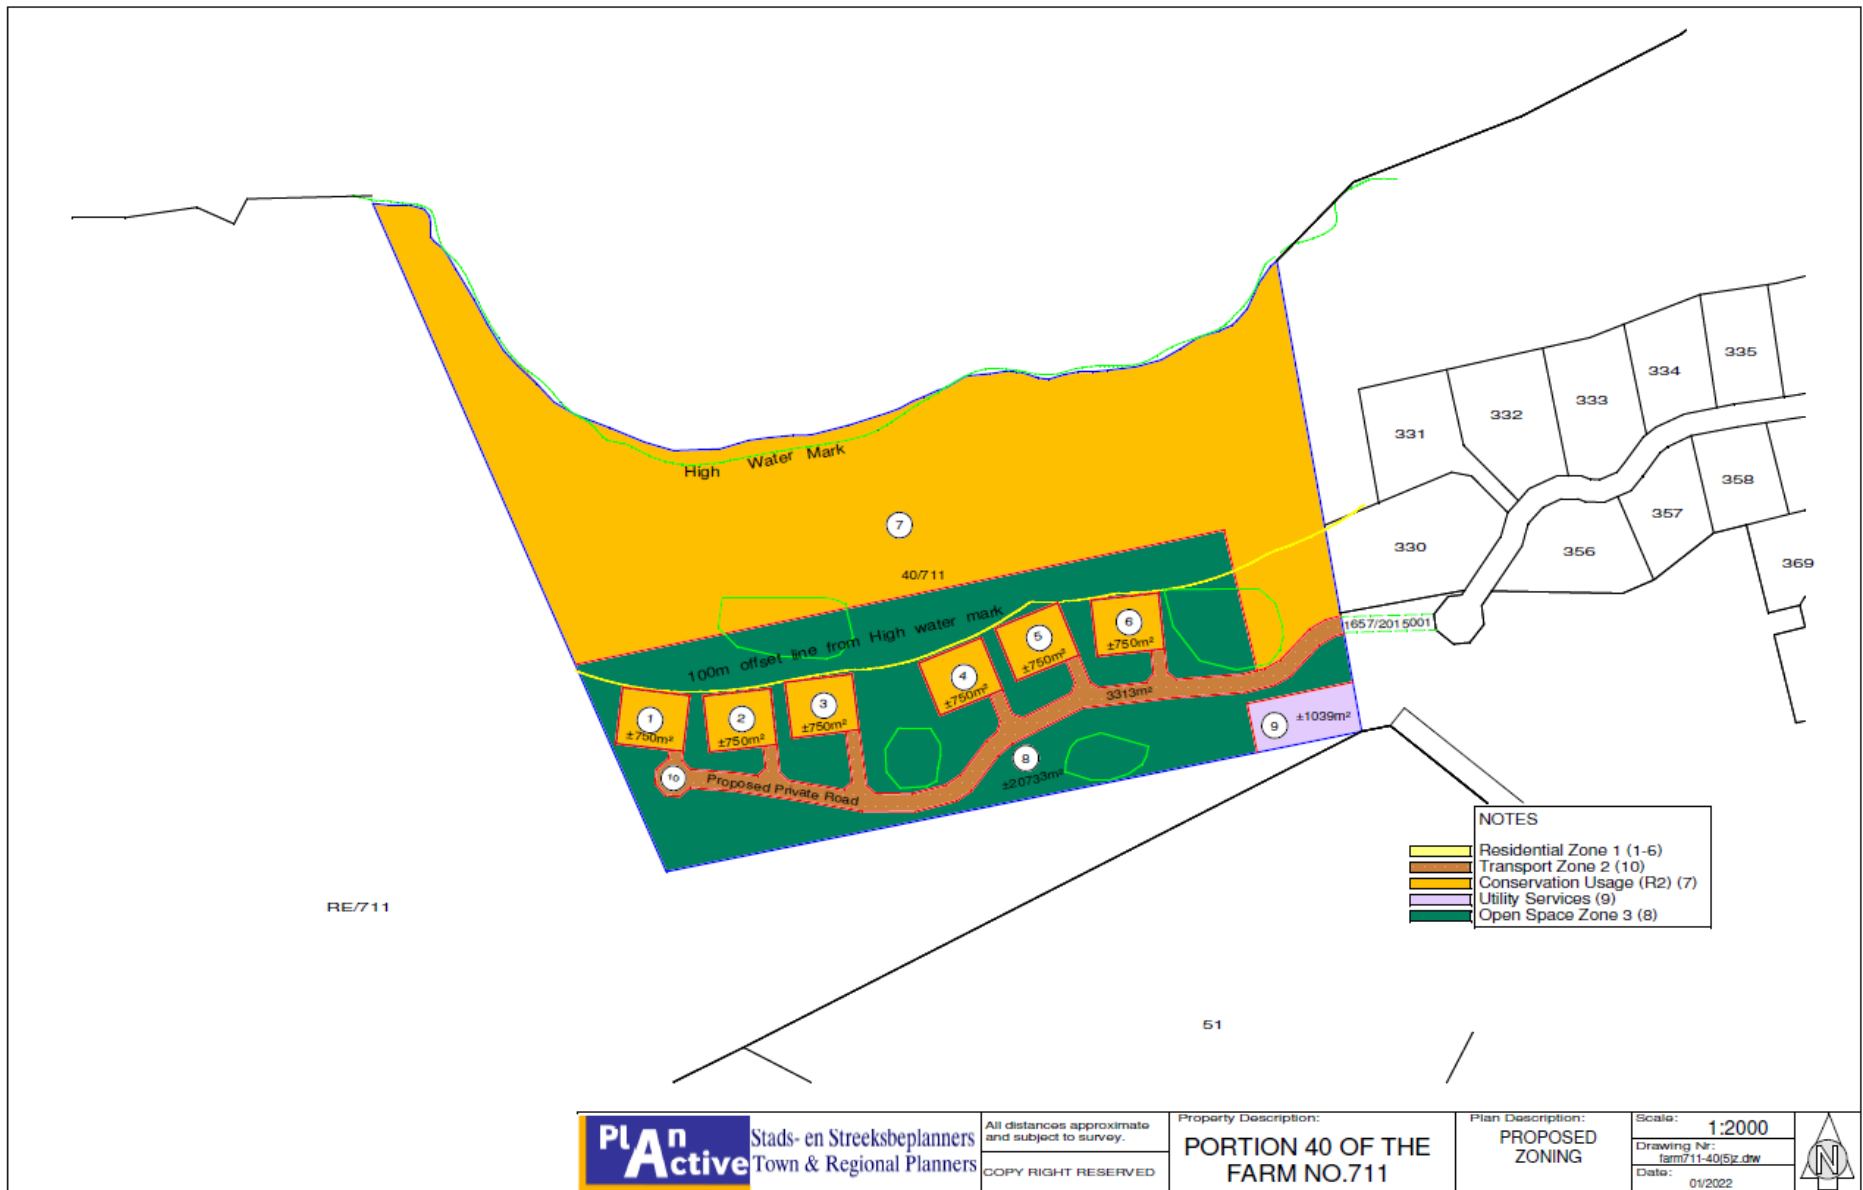 335
334
333
332
331
High Water Mark
358
357
7
330
356
369
40/711
100m offset line from High water mark
6
±750m²
5
±750m²
1657/2015001
4
±750m²
3313m²
3
±750m²
2
±750m²
1
±750m²
9
±1039m²
8
±20733m²
10
Proposed Private Road
NOTES
Residential Zone 1 (1-6)
Transport Zone 2 (10)
Conservation Usage (R2) (7)
Utility Services (9)
Open Space Zone 3 (8)
RE/711
51
PlAn
Active
Stads- en Streeksbeplanners
Town & Regional Planners
All distances approximate
and subject to survey.
COPY RIGHT RESERVED
Property Description:
PORTION 40 OF THE
FARM NO.711
Plan Description:
PROPOSED
ZONING
Scale:
1:2000
Drawing Nr:
farm711-40(5)z.drw
Date:
01/2022
N